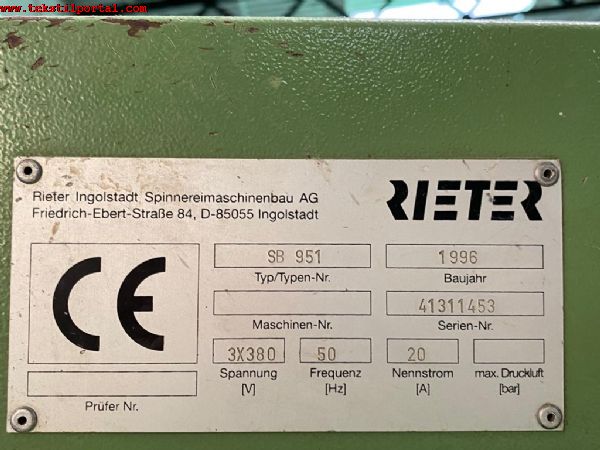 www.tekstilportal.com
Rieter Ingolstadt Spinnereimaschinenbau AG
Friedrich-Ebert-Straße 84, D-85055 Ingolstadt
RIETER
CE
SB 951
Typ/Typen-Nr.
1996
Baujahr
Maschinen-Nr.
41311453
Serien-Nr.
3X380
Spannung
[V]
50
Frequenz
[Hz]
20
Nennstrom
[A]
max. Druckluft
[bar]
Prüfer Nr.